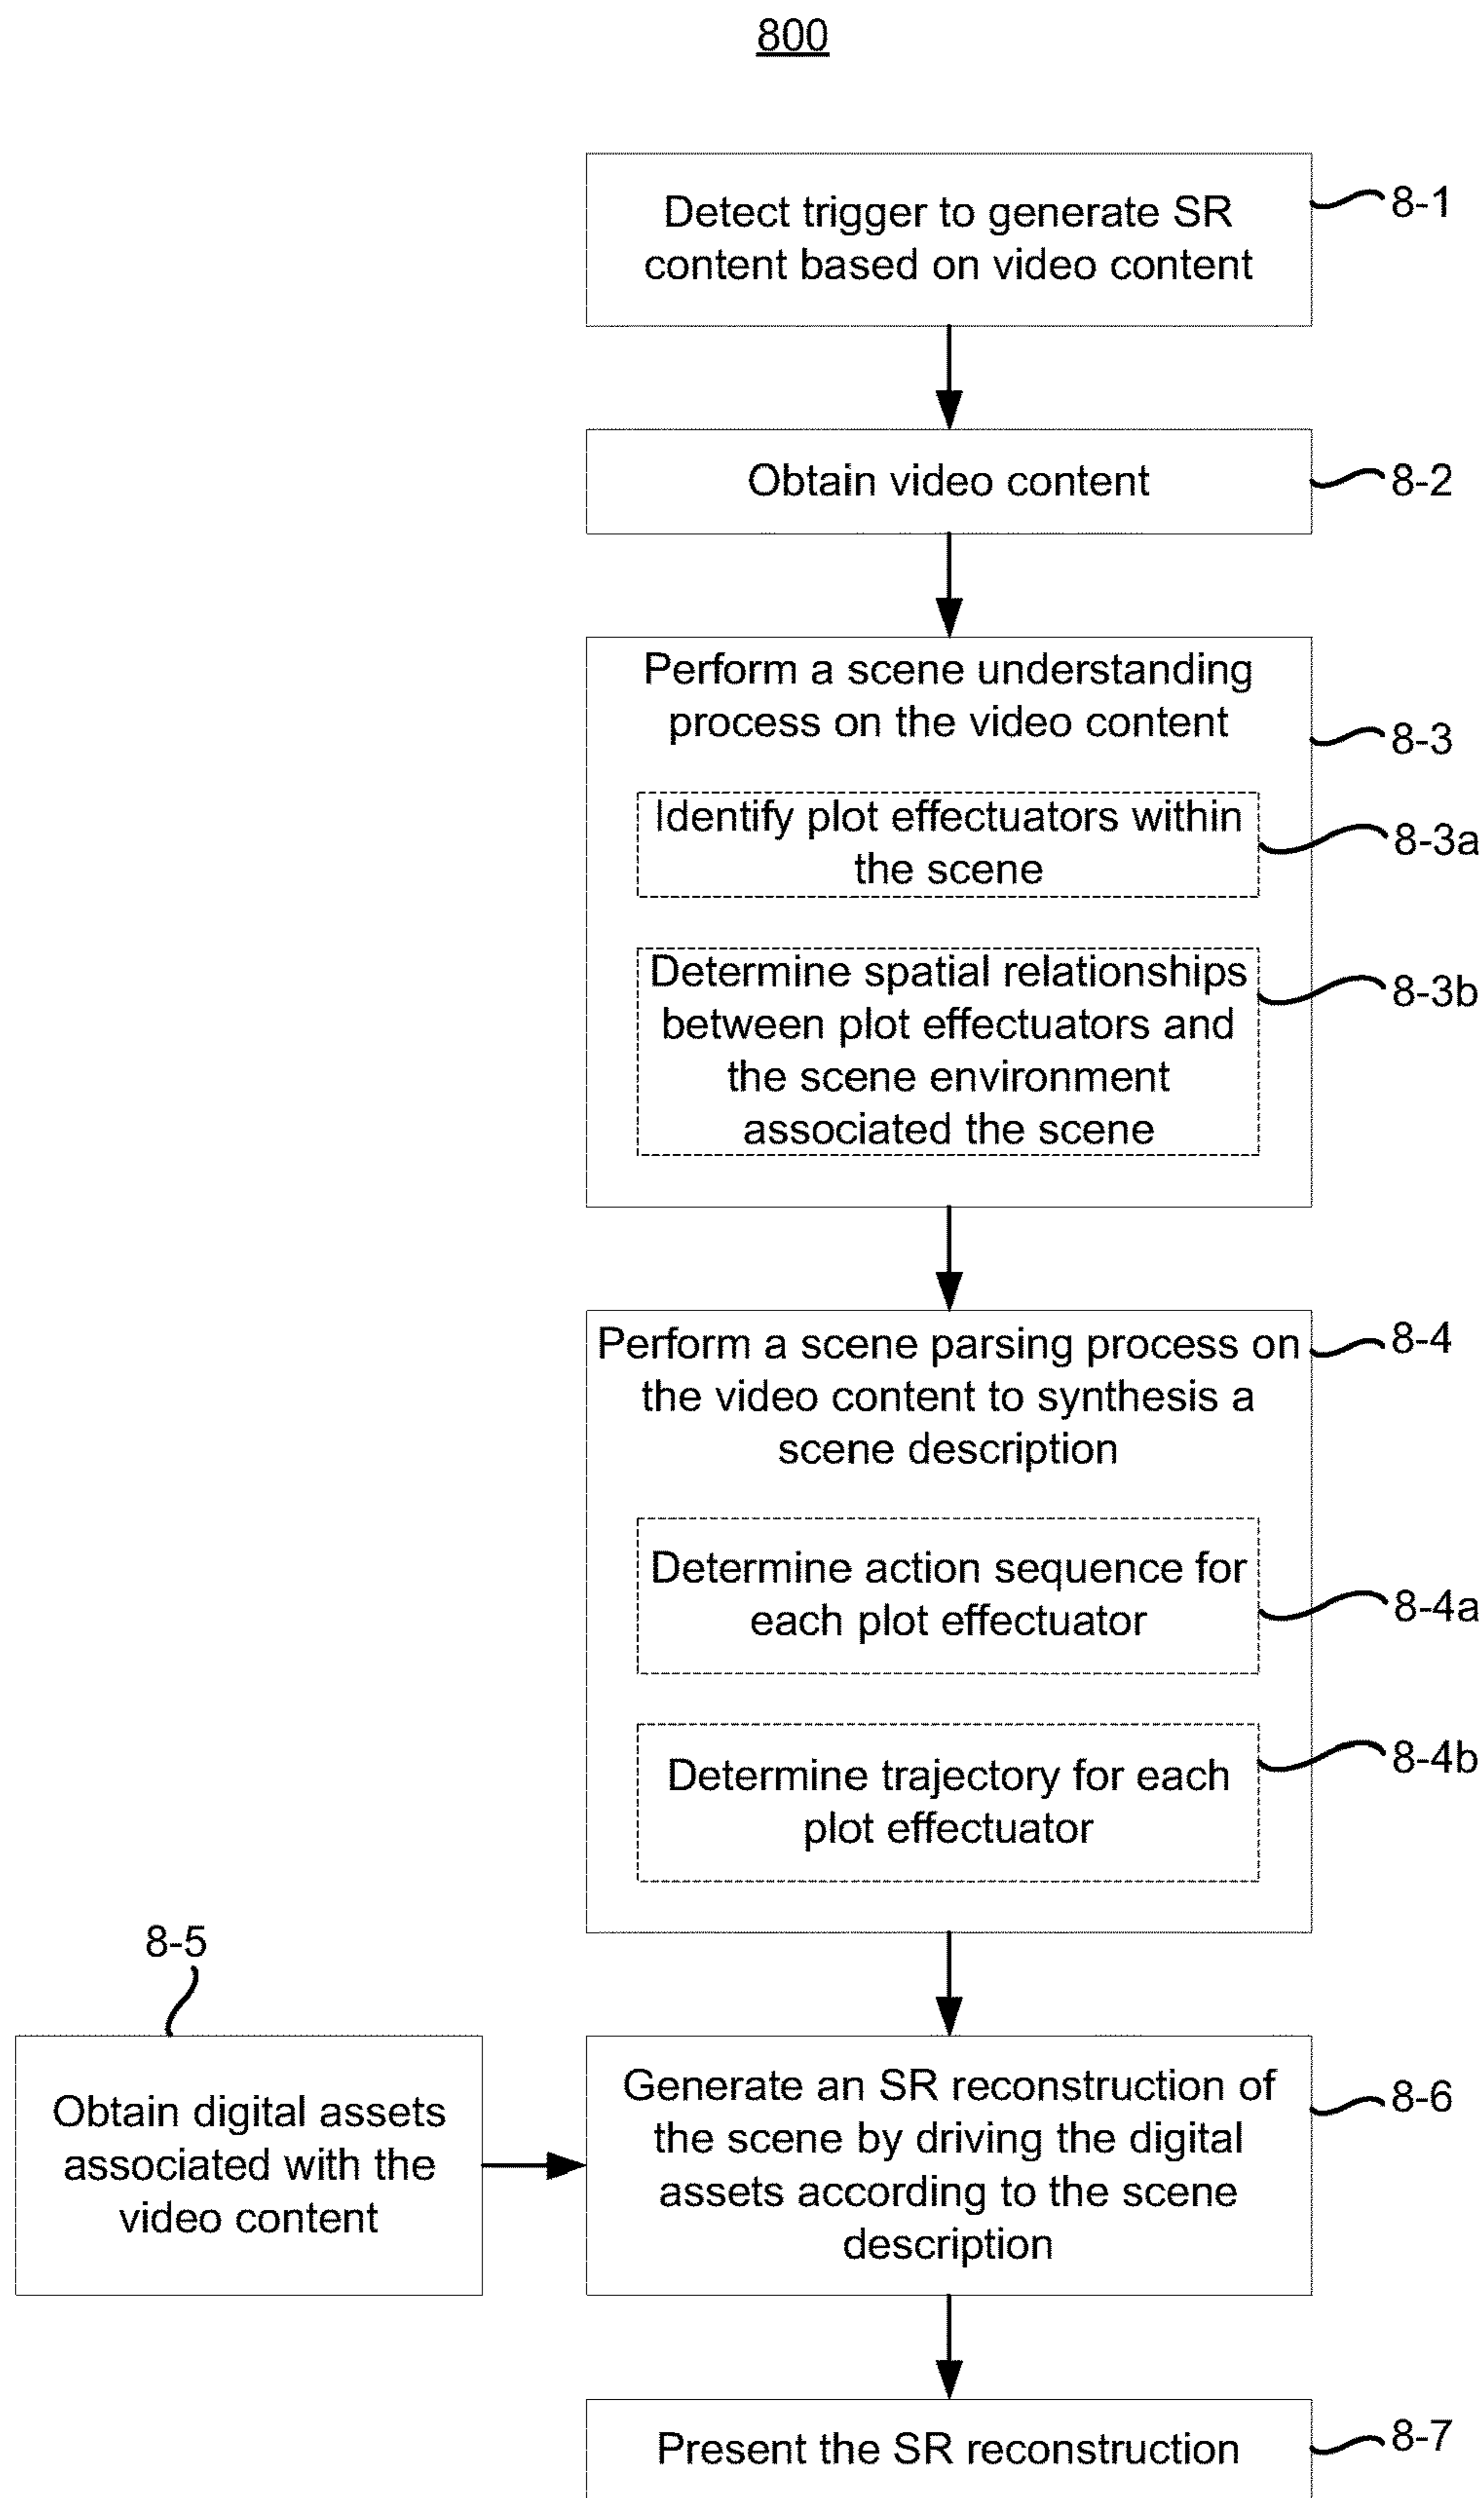 800
Detect trigger to generate SR
content based on video content
8-1
Obtain video content
8-2
Perform a scene understanding
process on the video content
8-3
Identify plot effectuators within
the scene
8-3a
Determine spatial relationships
between plot effectuators and
the scene environment
associated the scene
8-3b
Perform a scene parsing process on
the video content to synthesis a
scene description
8-4
Determine action sequence for
each plot effectuator
8-4a
Determine trajectory for each
plot effectuator
8-4b
8-5
Obtain digital assets
associated with the
video content
Generate an SR reconstruction of
the scene by driving the digital
assets according to the scene
description
8-6
Present the SR reconstruction
8-7